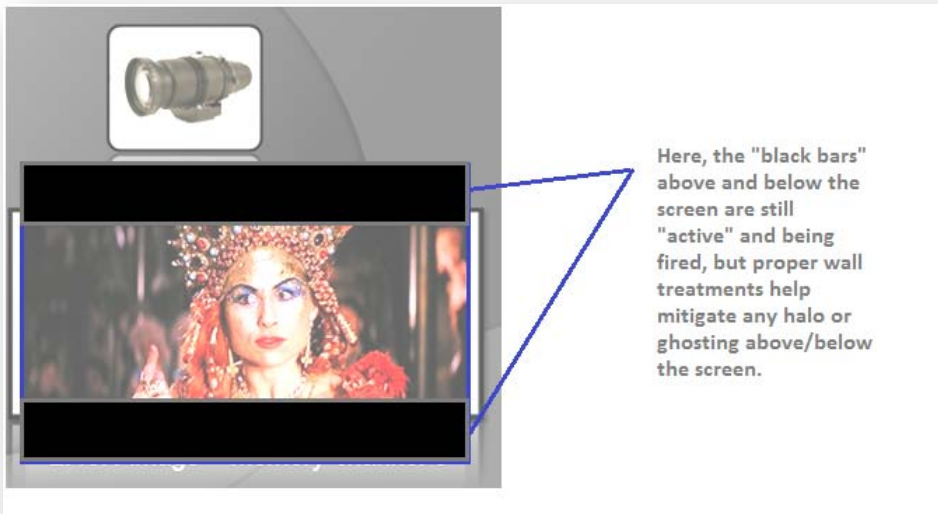 Here, the "black bars"
above and below the
screen are still
"active" and being
fired, but proper wall
treatments help
mitigate any halo or
ghosting above/below
the screen.